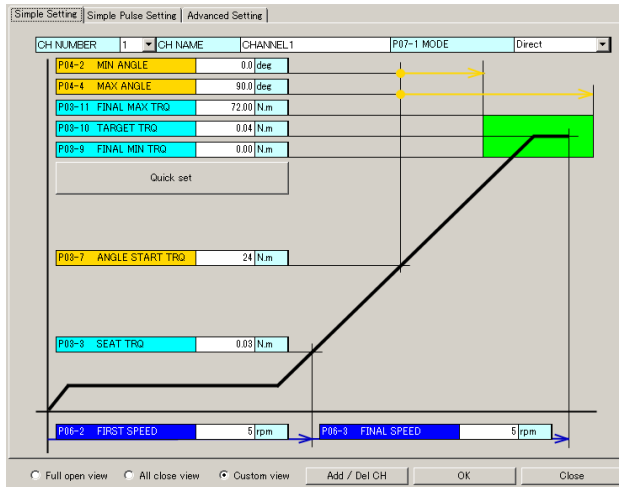 Simple Setting Simple Pulse Setting Advanced Setting
CH NUMBER 1 CH NAME CHANNEL1 P07-1 MODE Direct
P04-2 MIN ANGLE 0.0 deg
P04-4 MAX ANGLE 90.0 deg
P03-11 FINAL MAX TRQ 72.00 N.m
P03-10 TARGET TRQ 0.04 N.m
P03-9 FINAL MIN TRQ 0.00 N.m
Quick set
P03-7 ANGLE START TRQ 24 N.m
P03-3 SEAT TRQ 0.03 N.m
P06-2 FIRST SPEED 5 rpm P06-3 FINAL SPEED 5 rpm
Full open view All close view Custom view Add / Del CH OK Close